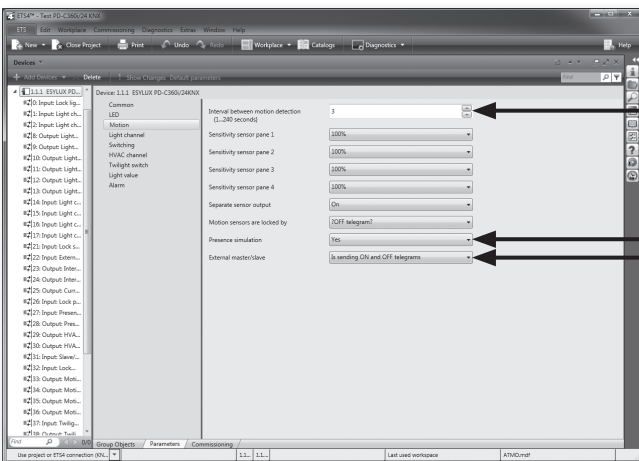 ETS4™ - Test PD-C360i/24 KNX
ETS Edit Workplace Commissioning Diagnostics Extras Window Help
New Close Project Print Undo Redo Workplace Catalogs Diagnostics Help
Devices
Add Devices Delete Show Changes Default parameters Find
1.1.1 ESYLUX PD...
0: Input: Lock lig...
1: Input: Light ch...
2: Input: Light ch...
8: Output: Light...
9: Output: Light...
10: Output: Light...
11: Output: Light...
12: Output: Light...
13: Output: Light...
14: Input: Light c...
15: Input: Light c...
16: Input: Light c...
17: Input: Light c...
21: Input: Lock s...
22: Input: Extern...
23: Output: Inter...
24: Output: Inter...
25: Output: Curr...
26: Input: Lock p...
27: Input: Presen...
28: Output: Pres...
29: Output: HVA...
30: Output: HVA...
31: Input: Slave/...
32: Input: Lock...
33: Output: Moti...
34: Output: Moti...
35: Output: Moti...
36: Output: Moti...
37: Input: Twilig...
38: Output: Twili...
Find 0/0
Device: 1.1.1 ESYLUX PD-C360i/24KNX
Common
LED
Motion
Light channel
Switching
HVAC channel
Twilight switch
Light value
Alarm
Interval between motion detection
(1...240 seconds)
3
Sensitivity sensor pane 1 100%
Sensitivity sensor pane 2 100%
Sensitivity sensor pane 3 100%
Sensitivity sensor pane 4 100%
Separate sensor output On
Motion sensors are locked by ?OFF telegram?
Presence simulation Yes
External master/slave Is sending ON and OFF telegrams
Group Objects Parameters Commissioning
Use project or ETS4 connection (KN... 1.1... 1.1... Last used workspace ATMO.mdf